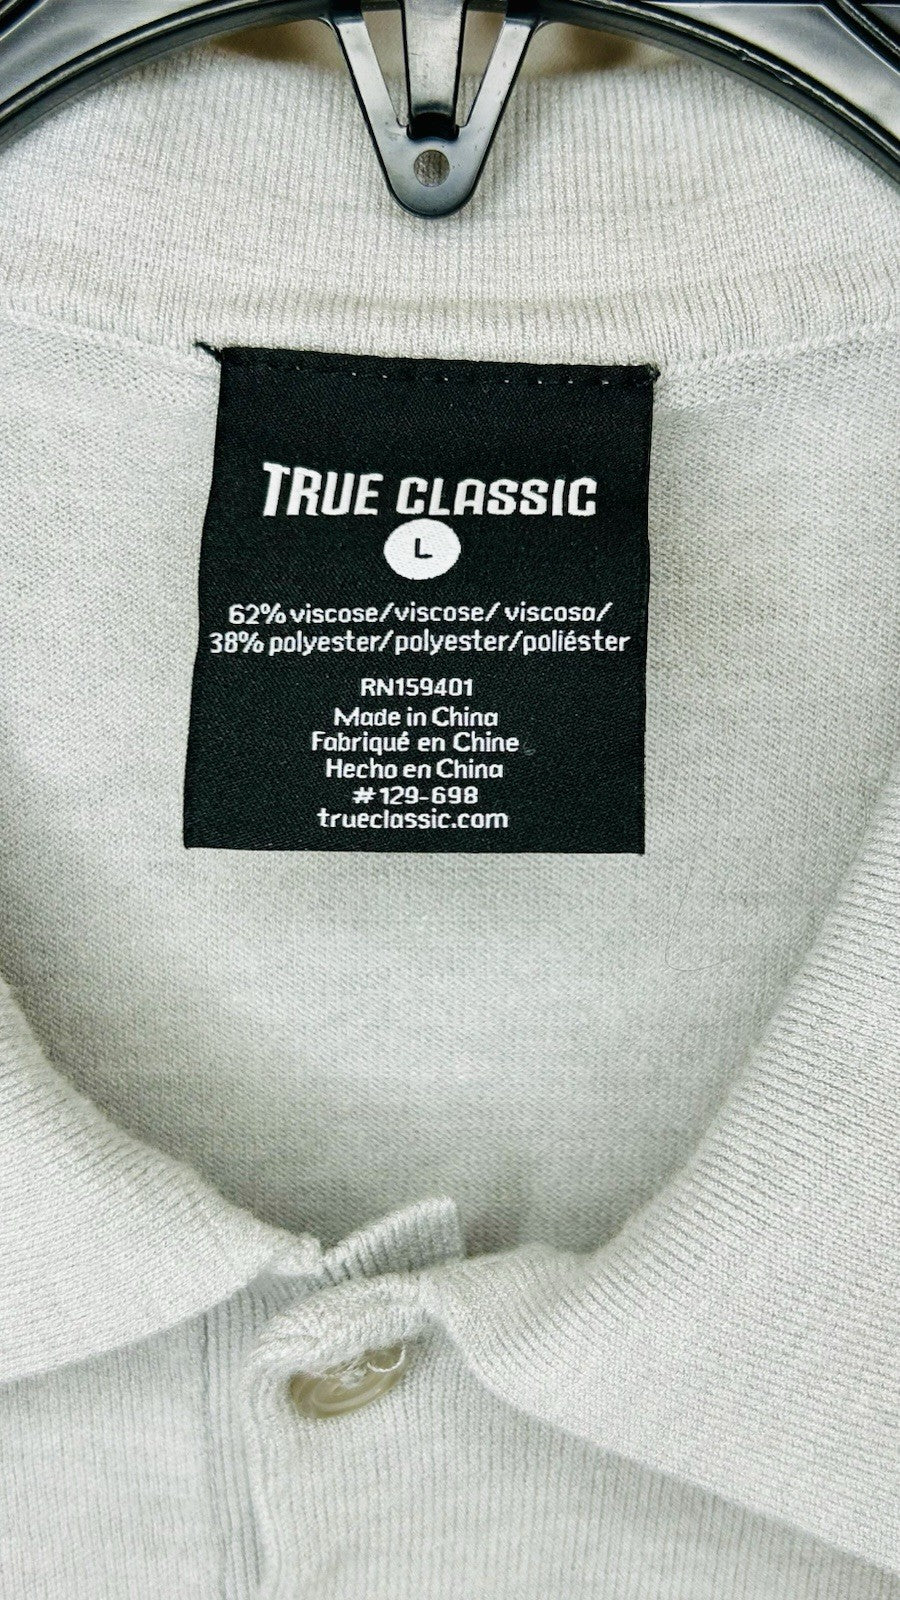 TRUE CLASSIC
L
62% viscose/viscose/ viscosa/
38% polyester/polyester/poliéster
RN159401
Made in China
Fabriqué en Chine
Hecho en China
#129-698
trueclassic.com